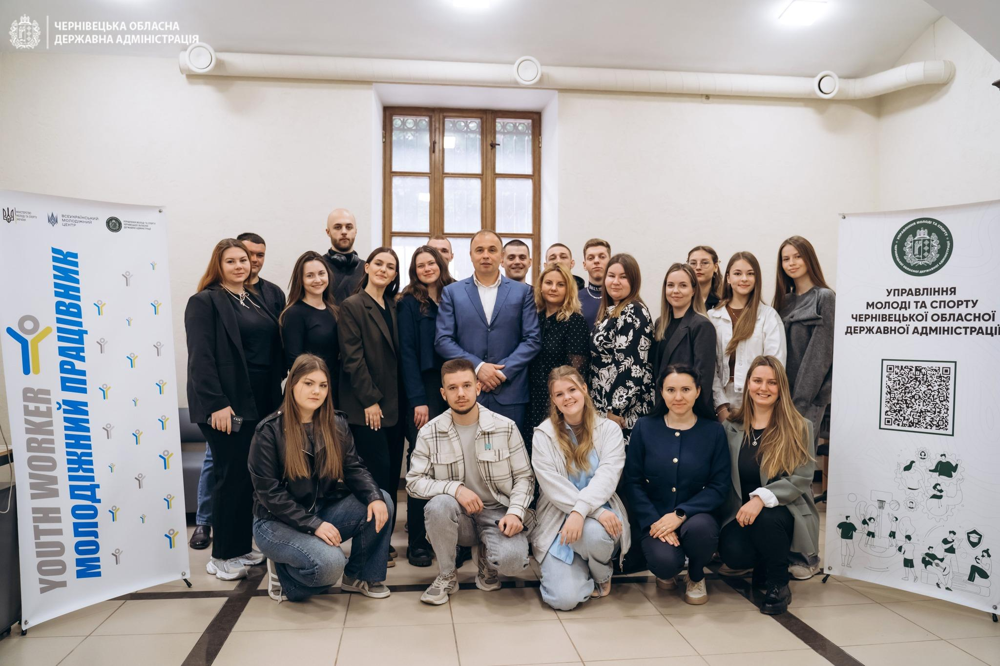 ЧЕРНІВЕЦЬКА ОБЛАСНА
ДЕРЖАВНА АДМІНІСТРАЦІЯ
МІНІСТЕРСТВО
МОЛОДІ ТА СПОРТУ
УКРАЇНИ
ВСЕУКРАЇНСЬКИЙ
МОЛОДІЖНИЙ
ЦЕНТР
УПРАВЛІННЯ МОЛОДІ ТА СПОРТУ
ЧЕРНІВЕЦЬКОЇ ОБЛАСНОЇ
ДЕРЖАВНОЇ АДМІНІСТРАЦІЇ
YOUTH WORKER
МОЛОДІЖНИЙ ПРАЦІВНИК
УПРАВЛІННЯ МОЛОДІ ТА СПОРТУ
ЧЕРНІВЕЦЬКОЇ ОБЛАСНОЇ ДЕРЖАВНОЇ АДМІНІСТРАЦІЇ
УПРАВЛІННЯ
МОЛОДІ ТА СПОРТУ
ЧЕРНІВЕЦЬКОЇ ОБЛАСНОЇ
ДЕРЖАВНОЇ АДМІНІСТРАЦІЇ